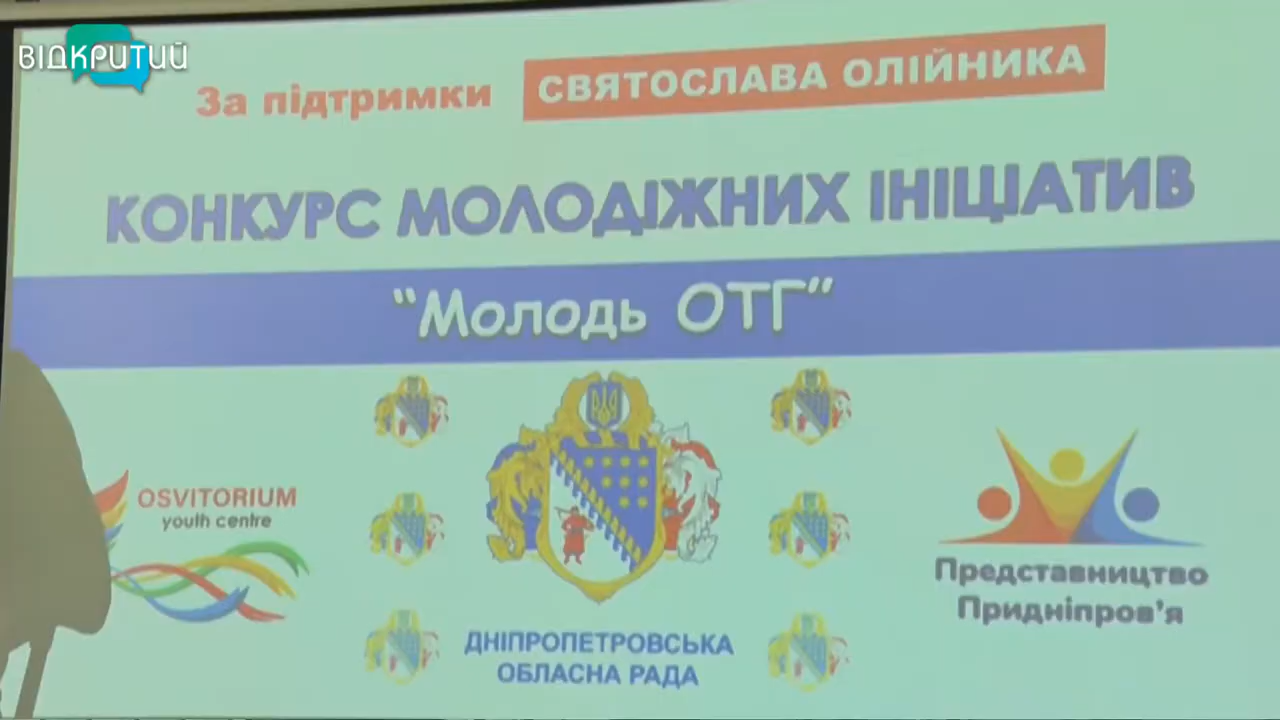 ВІДКРИТИЙ
За підтримки СВЯТОСЛАВА ОЛІЙНИКА
КОНКУРС МОЛОДІЖНИХ ІНІЦІАТИВ
“Молодь ОТГ”
OSVITORIUM
youth centre
ДНІПРОПЕТРОВСЬКА
ОБЛАСНА РАДА
Представництво
Придніпров’я